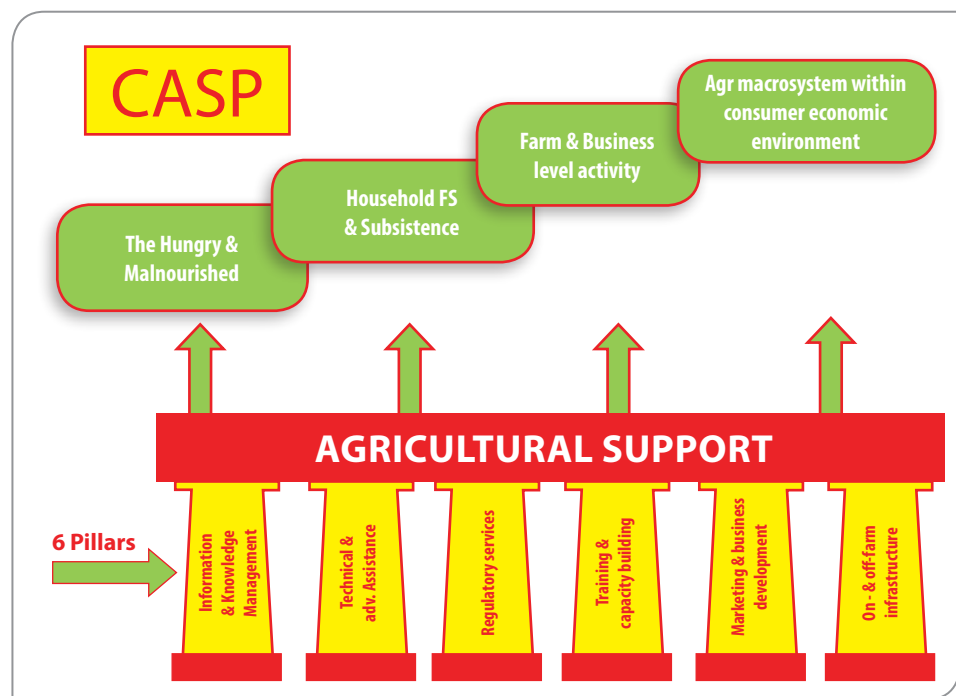 CASP
The Hungry &
Malnourished
Household FS
& Subsistence
Farm & Business
level activity
Agr macrosystem within
consumer economic
environment
AGRICULTURAL SUPPORT
6 Pillars
Information
& Knowledge
Management
Technical &
adv. Assistance
Regulatory services
Training &
capacity building
Marketing & business
development
On - & off-farm
infrastructure